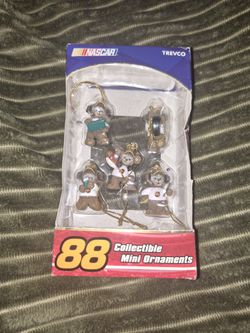 NASCAR
TREVCO
88
Collectible
Mini Ornaments